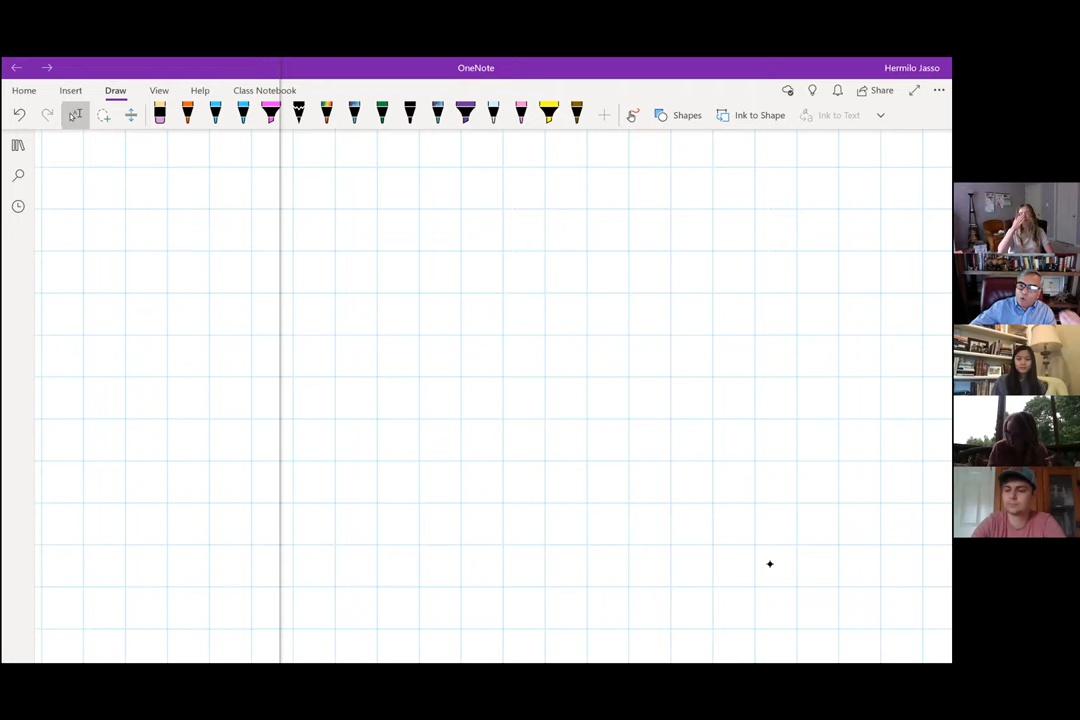 OneNote
Hermilo Jasso
Home Insert Draw View Help Class Notebook Share
Shapes Ink to Shape Ink to Text